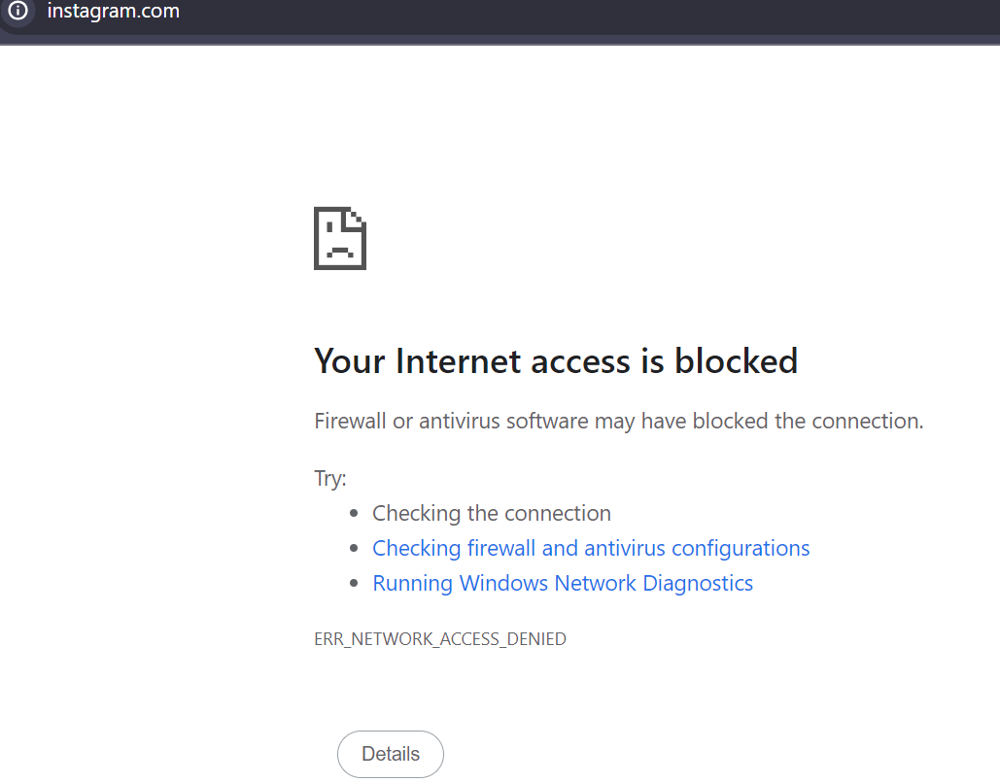 instagram.com
Your Internet access is blocked
Firewall or antivirus software may have blocked the connection.
Try:
Checking the connection
Checking firewall and antivirus configurations
Running Windows Network Diagnostics
ERR_NETWORK_ACCESS_DENIED
Details